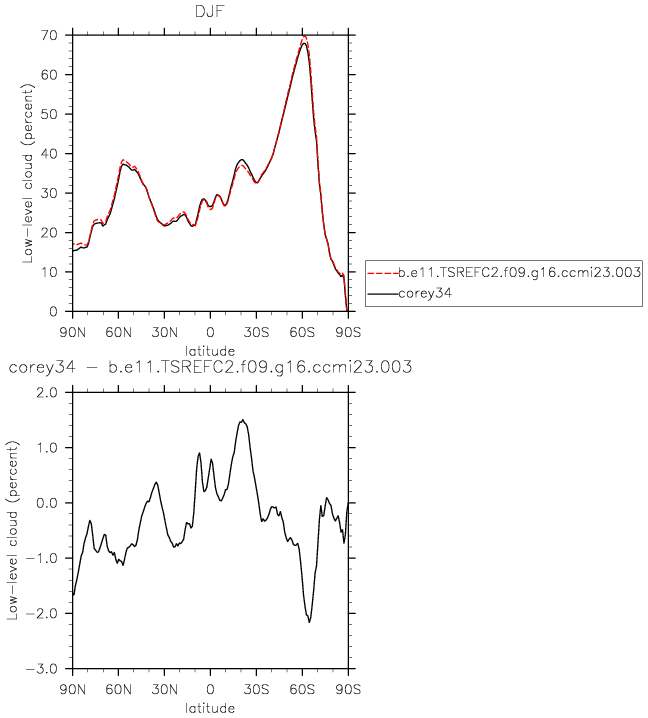 DJF
70
60
50
40
30
20
10
0
Low-level cloud (percent)
90N 60N 30N 0 30S 60S 90S
latitude
b.e11.TSREFC2.f09.g16.ccmi23.003
corey34
corey34 - b.e11.TSREFC2.f09.g16.ccmi23.003
2.0
1.0
0.0
-1.0
-2.0
-3.0
Low-level cloud (percent)
90N 60N 30N 0 30S 60S 90S
latitude